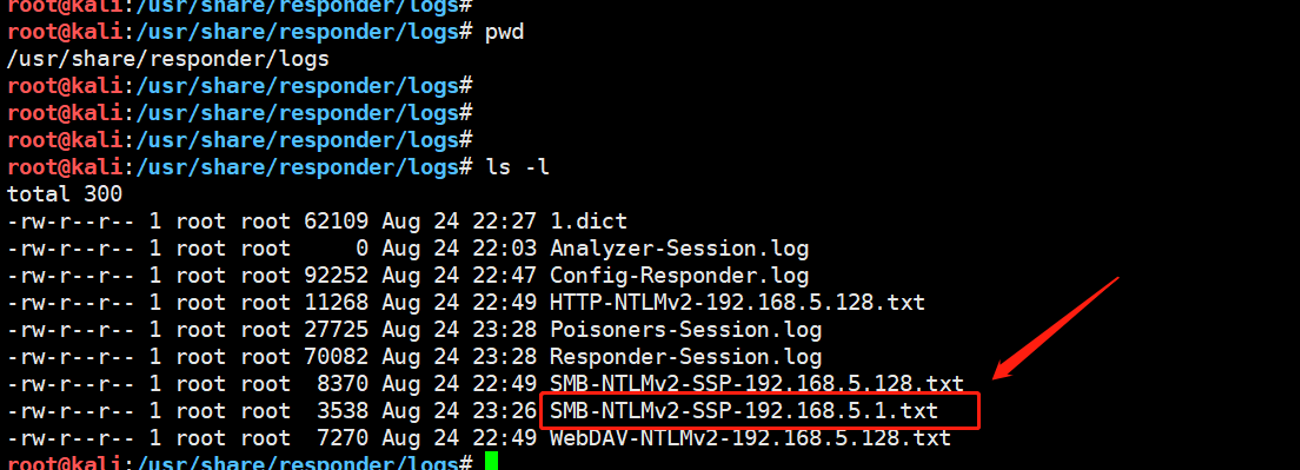 root@kali:/usr/share/responder/logs#
root@kali:/usr/share/responder/logs# pwd
/usr/share/responder/logs
root@kali:/usr/share/responder/logs#
root@kali:/usr/share/responder/logs#
root@kali:/usr/share/responder/logs#
root@kali:/usr/share/responder/logs# ls -l
total 300
-rw-r--r-- 1 root root 62109 Aug 24 22:27 1.dict
-rw-r--r-- 1 root root     0 Aug 24 22:03 Analyzer-Session.log
-rw-r--r-- 1 root root 92252 Aug 24 22:47 Config-Responder.log
-rw-r--r-- 1 root root 11268 Aug 24 22:49 HTTP-NTLMv2-192.168.5.128.txt
-rw-r--r-- 1 root root 27725 Aug 24 23:28 Poisoners-Session.log
-rw-r--r-- 1 root root 70082 Aug 24 23:28 Responder-Session.log
-rw-r--r-- 1 root root  8370 Aug 24 22:49 SMB-NTLMv2-SSP-192.168.5.128.txt
-rw-r--r-- 1 root root  3538 Aug 24 23:26 SMB-NTLMv2-SSP-192.168.5.1.txt
-rw-r--r-- 1 root root  7270 Aug 24 22:49 WebDAV-NTLMv2-192.168.5.128.txt
root@kali:/usr/share/responder/logs#